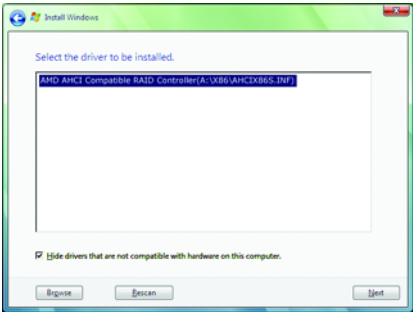 Install Windows
Select the driver to be installed.
AMD AHCI Compatible RAID Controller(A:\X86\AHCIX86S.INF)
Hide drivers that are not compatible with hardware on this computer.
Browse
Rescan
Next